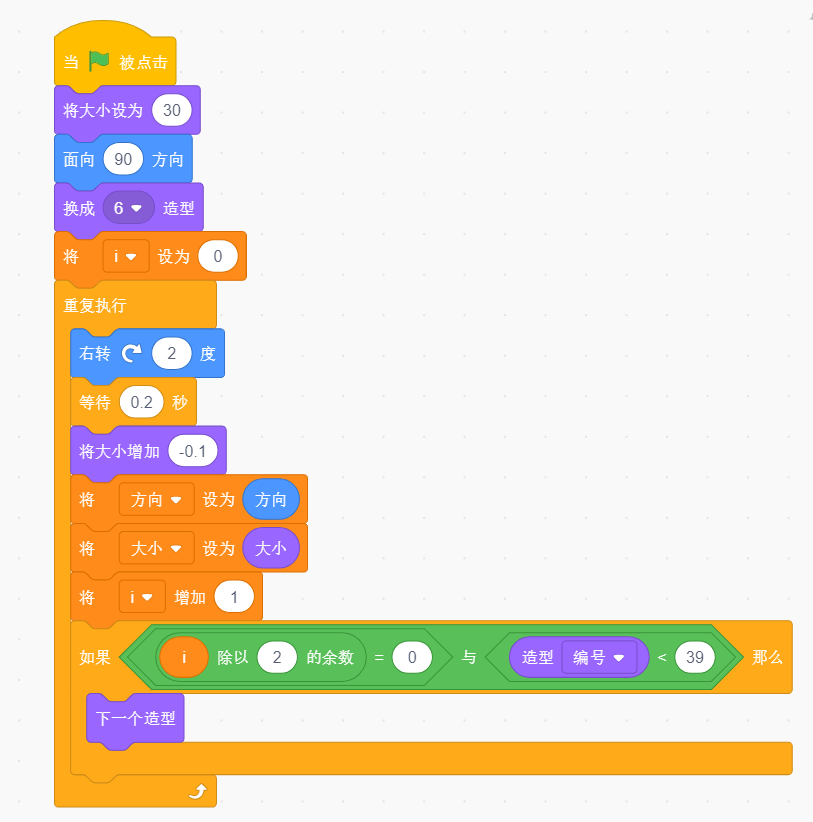 当 被点击
将大小设为 30
面向 90 方向
换成 6 造型
将 i 设为 0
重复执行
右转 2 度
等待 0.2 秒
将大小增加 -0.1
将 方向 设为 方向
将 大小 设为 大小
将 i 增加 1
如果 i 除以 2 的余数 = 0 与 造型 编号 < 39 那么
下一个造型